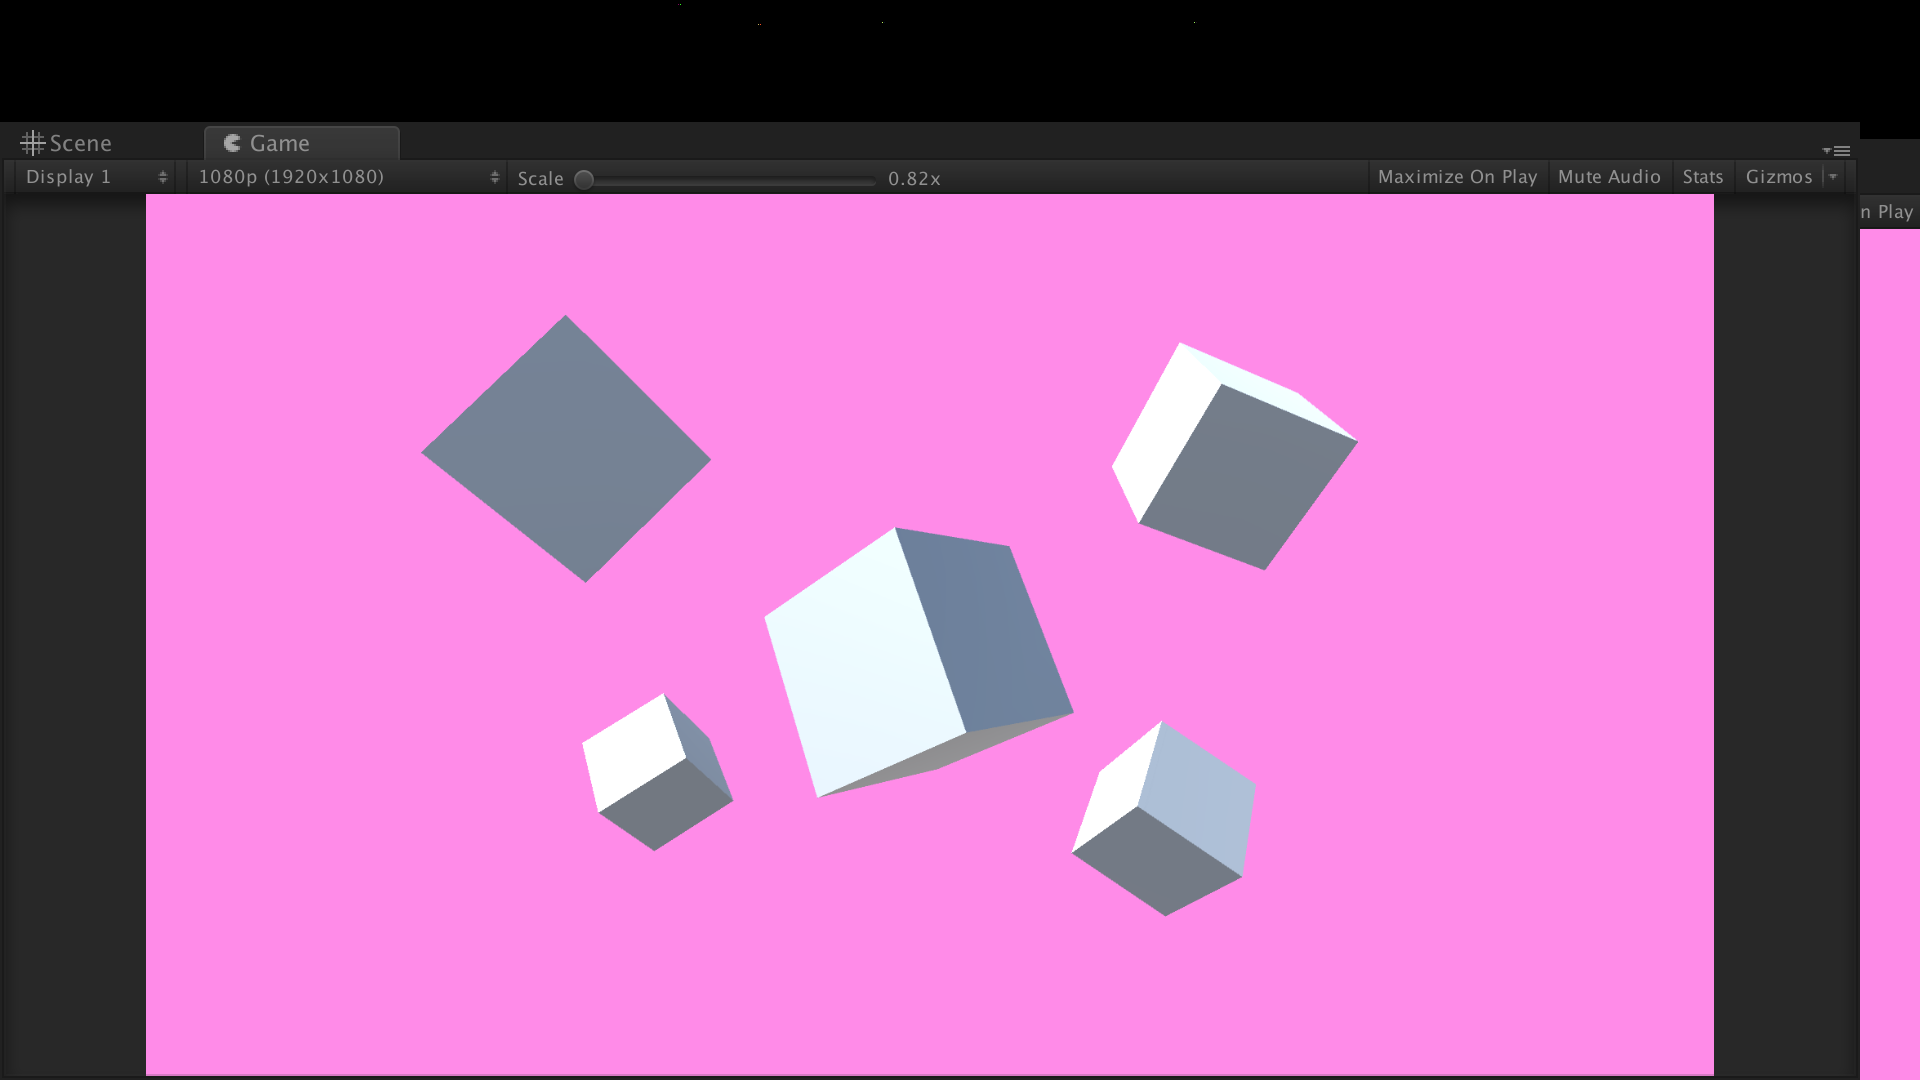 Scene
Game
Display 1
1080p (1920x1080)
Scale
0.82x
Maximize On Play
Mute Audio
Stats
Gizmos
n Play